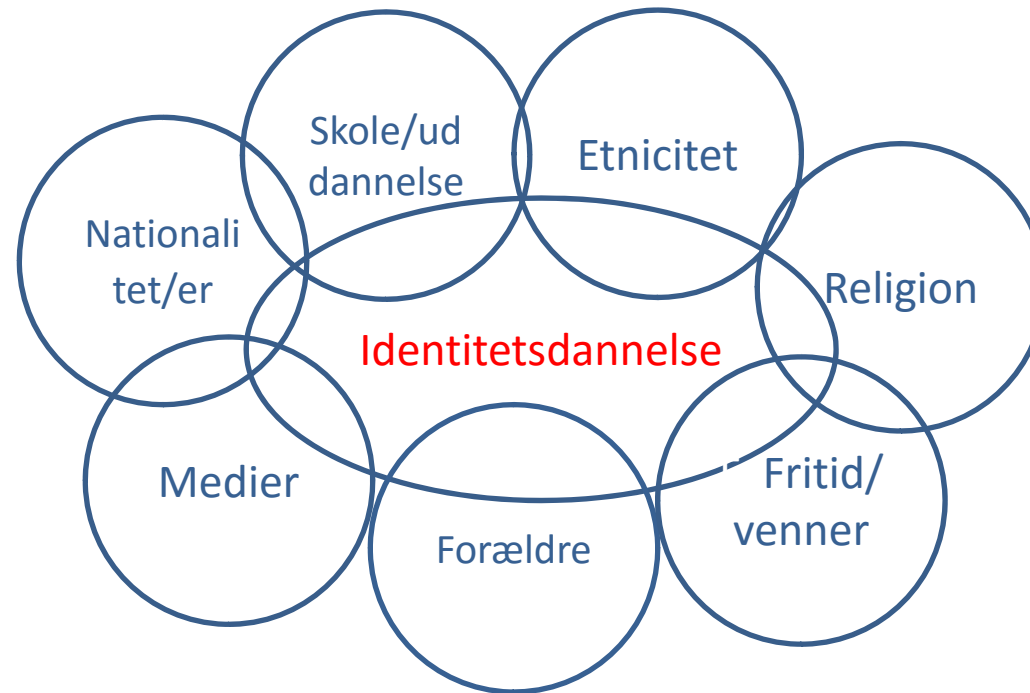 Skole/ud
dannelse
Etnicitet
Nationali
tet/er
Religion
Identitetsdannelse
Medier
Forældre
Fritid/
venner